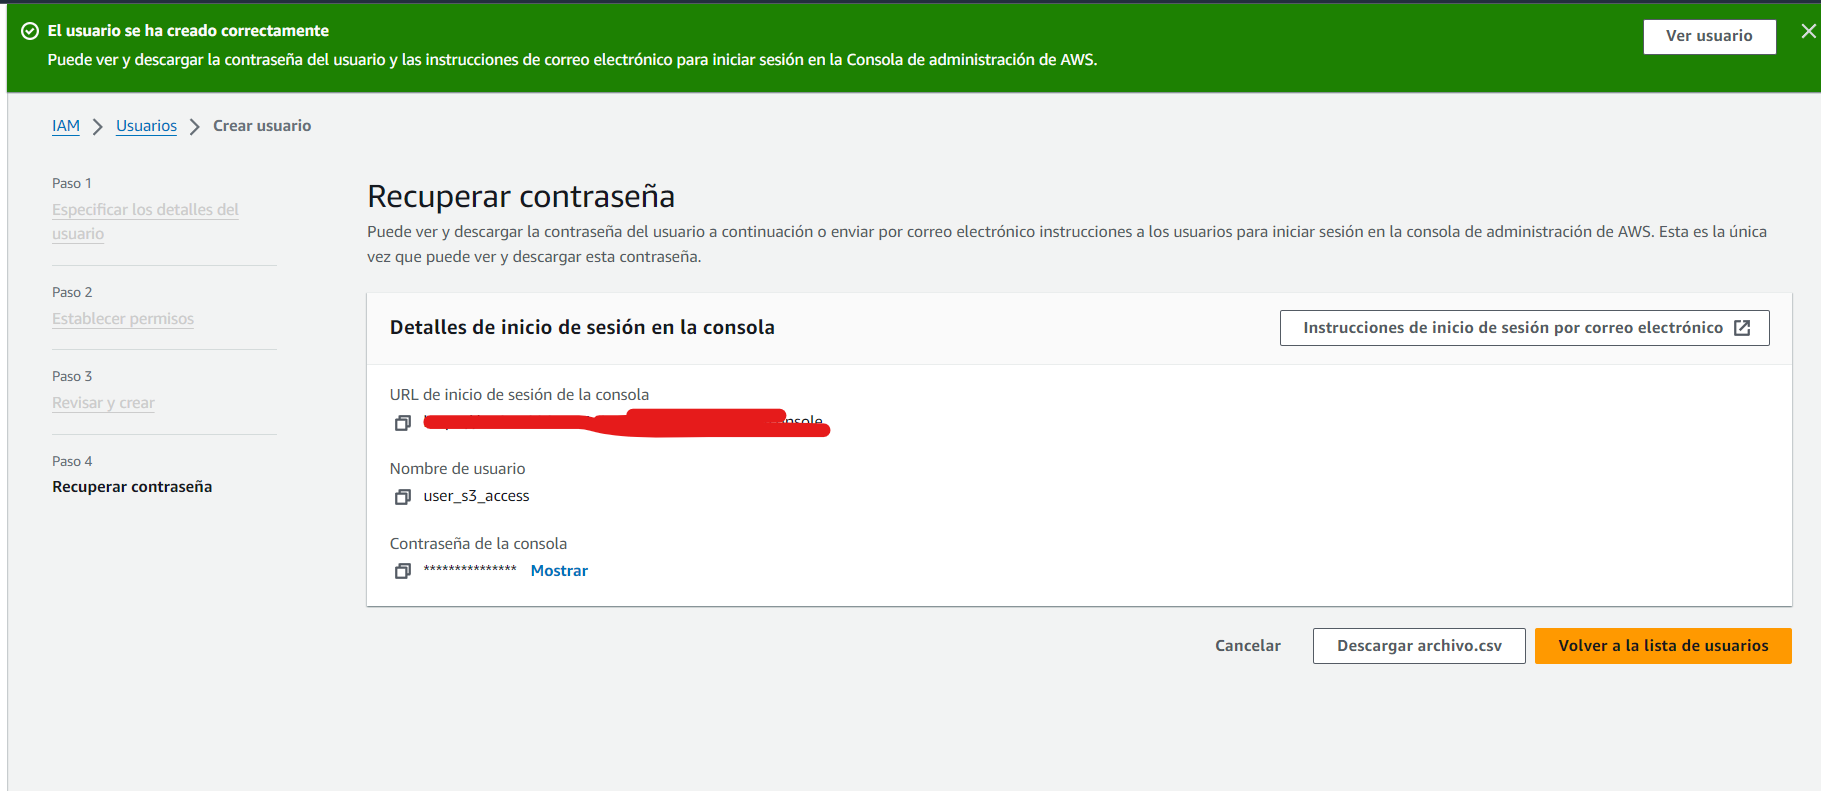 El usuario se ha creado correctamente
Puede ver y descargar la contraseña del usuario y las instrucciones de correo electrónico para iniciar sesión en la Consola de administración de AWS.
Ver usuario
IAM > Usuarios > Crear usuario
Paso 1
Especificar los detalles del
usuario
Paso 2
Establecer permisos
Paso 3
Revisar y crear
Paso 4
Recuperar contraseña
Recuperar contraseña
Puede ver y descargar la contraseña del usuario a continuación o enviar por correo electrónico instrucciones a los usuarios para iniciar sesión en la consola de administración de AWS. Esta es la única
vez que puede ver y descargar esta contraseña.
Detalles de inicio de sesión en la consola
Instrucciones de inicio de sesión por correo electrónico
URL de inicio de sesión de la consola
Nombre de usuario
user_s3_access
Contraseña de la consola
*************** Mostrar
Cancelar
Descargar archivo.csv
Volver a la lista de usuarios